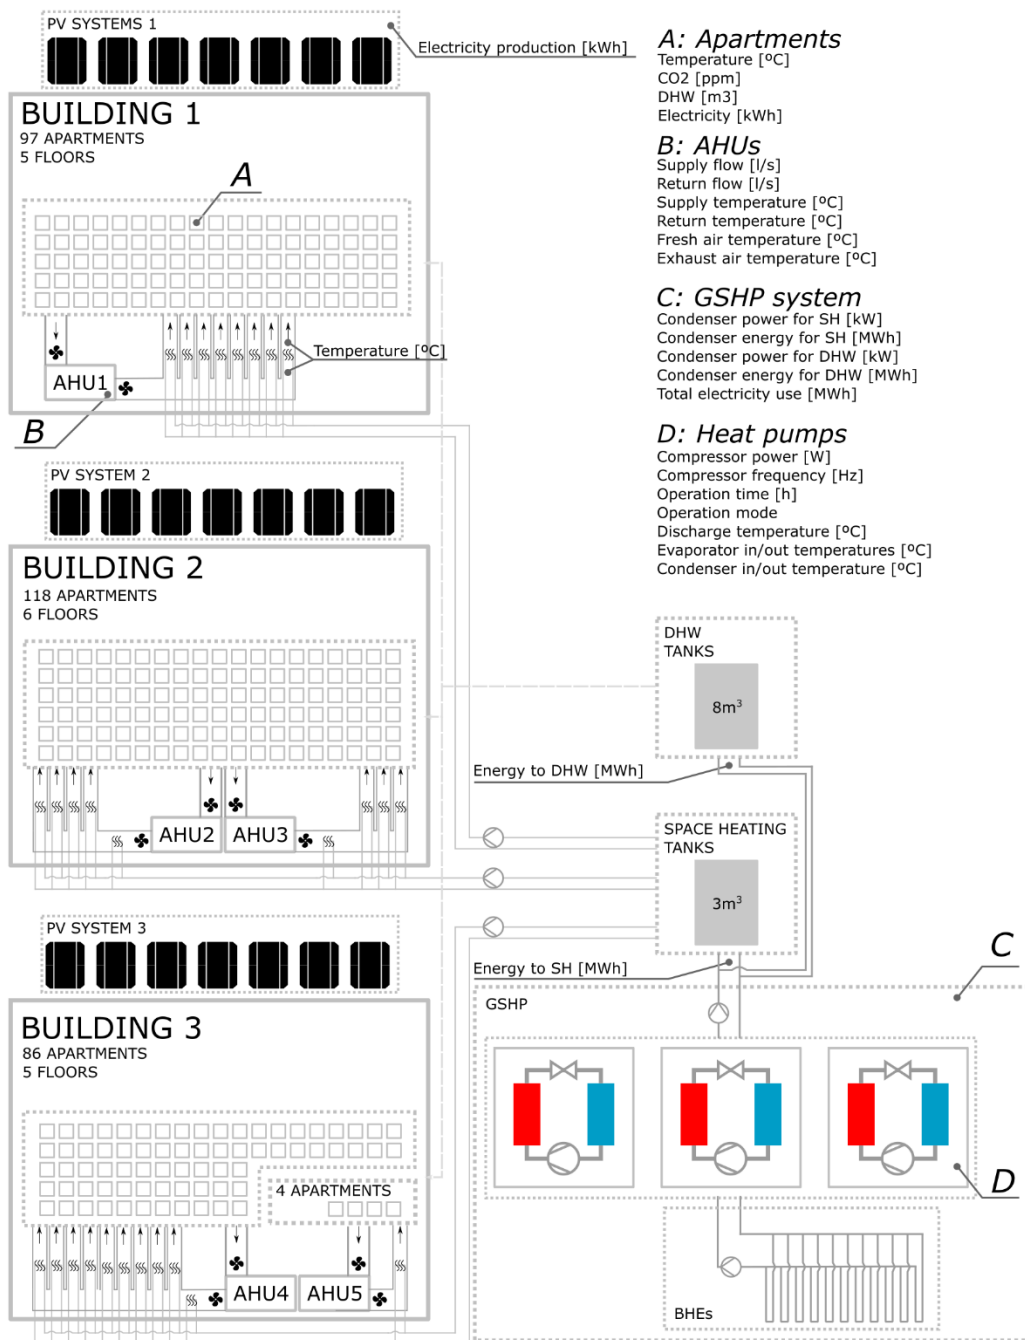 PV SYSTEMS 1
Electricity production [kWh]
BUILDING 1
97 APARTMENTS
5 FLOORS
A
Temperature [ºC]
AHU1
B
PV SYSTEM 2
BUILDING 2
118 APARTMENTS
6 FLOORS
AHU2
AHU3
PV SYSTEM 3
BUILDING 3
86 APARTMENTS
5 FLOORS
4 APARTMENTS
AHU4
AHU5
A: Apartments
Temperature [ºC]
CO2 [ppm]
DHW [m3]
Electricity [kWh]
B: AHUs
Supply flow [l/s]
Return flow [l/s]
Supply temperature [ºC]
Return temperature [ºC]
Fresh air temperature [ºC]
Exhaust air temperature [ºC]
C: GSHP system
Condenser power for SH [kW]
Condenser energy for SH [MWh]
Condenser power for DHW [kW]
Condenser energy for DHW [MWh]
Total electricity use [MWh]
D: Heat pumps
Compressor power [W]
Compressor frequency [Hz]
Operation time [h]
Operation mode
Discharge temperature [ºC]
Evaporator in/out temperatures [ºC]
Condenser in/out temperature [ºC]
DHW
TANKS
8m³
Energy to DHW [MWh]
SPACE HEATING
TANKS
3m³
Energy to SH [MWh]
C
GSHP
D
BHEs